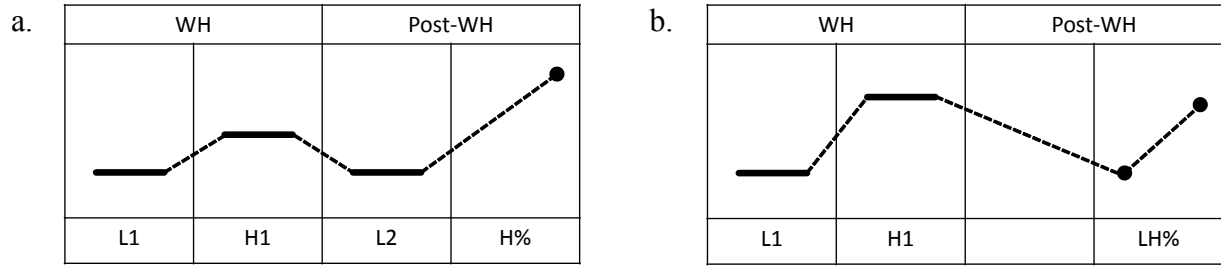 a.
WH Post-WH
L1 H1 L2 H%
b.
WH Post-WH
L1 H1 LH%